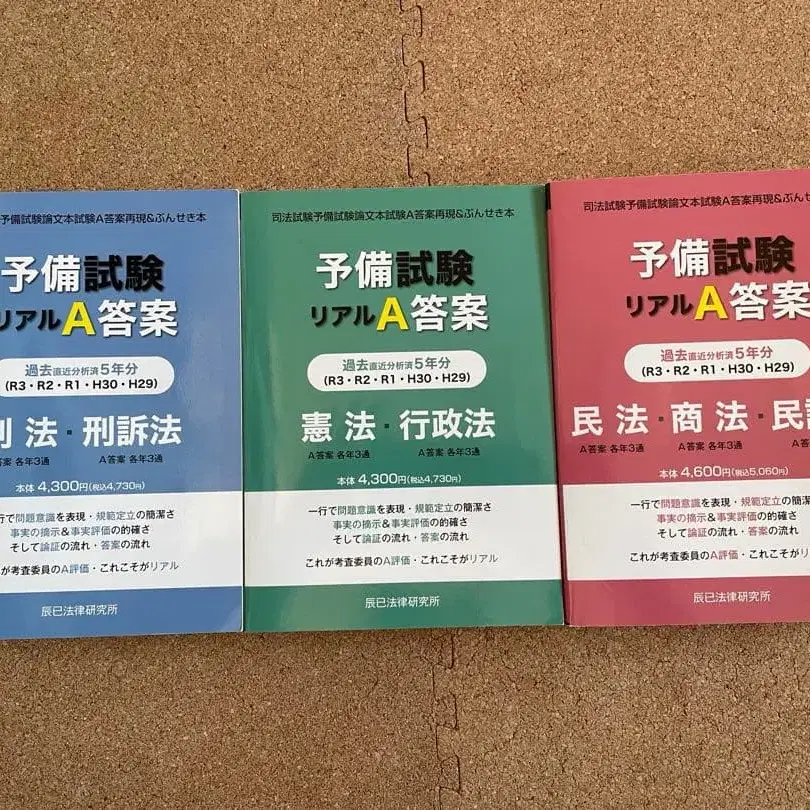 予備試験論文本試験A答案再現&ぶんせき本
予備試験
リアルA答案
過去直近分析済5年分
(R3・R2・R1・H30・H29)
法・刑訴法
答案 各年3通 A答案 各年3通
本体 4,300円(税込4,730円)
一行で問題意識を表現・規範定立の簡潔さ
事実の摘示&事実評価の的確さ
そして論証の流れ・答案の流れ
が考査委員のA評価・これこそがリアル
辰已法律研究所
司法試験予備試験論文本試験A答案再現&ぶんせき本
予備試験
リアルA答案
過去直近分析済5年分
(R3・R2・R1・H30・H29)
憲法・行政法
A答案 各年3通 A答案 各年3通
本体 4,300円(税込4,730円)
一行で問題意識を表現・規範定立の簡潔さ
事実の摘示&事実評価の的確さ
そして論証の流れ・答案の流れ
これが考査委員のA評価・これこそがリアル
辰已法律研究所
司法試験予備試験論文本試験A答案再現&ぶんせ
予備試験
リアルA答案
過去直近分析済5年分
(R3・R2・R1・H30・H29)
民法・商法・民
A答案 各年3通 A答案 各年3通 A答案
本体 4,600円(税込5,060円)
一行で問題意識を表現・規範定立の簡潔
事実の摘示&事実評価の的確さ
そして論証の流れ・答案の流れ
これが考査委員のA評価・これこそがリ
辰已法律研究所